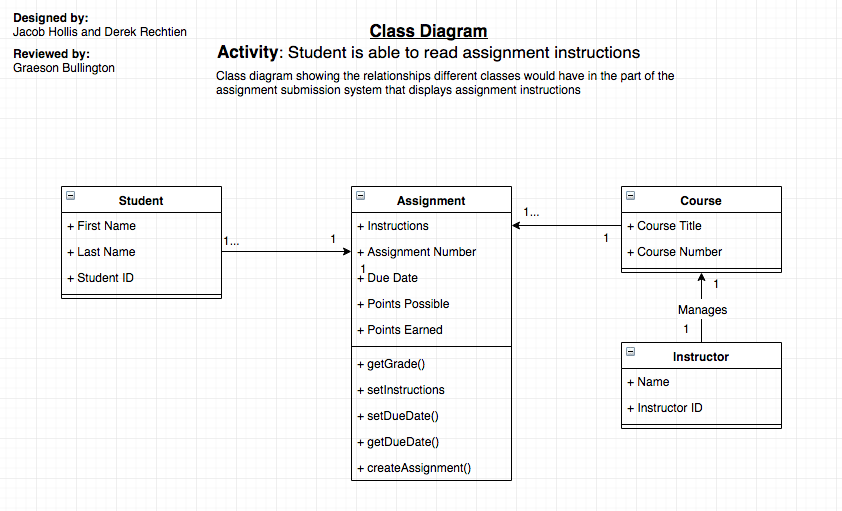 Designed by:
Jacob Hollis and Derek Rechtien
Reviewed by:
Graeson Bullington
Class Diagram
Activity: Student is able to read assignment instructions
Class diagram showing the relationships different classes would have in the part of the
assignment submission system that displays assignment instructions
Student
+ First Name
+ Last Name
+ Student ID
1...
1
Assignment
+ Instructions
+ Assignment Number
1
+ Due Date
+ Points Possible
+ Points Earned
+ getGrade()
+ setInstructions
+ setDueDate()
+ getDueDate()
+ createAssignment()
1...
1
Course
+ Course Title
+ Course Number
1
Manages
1
Instructor
+ Name
+ Instructor ID